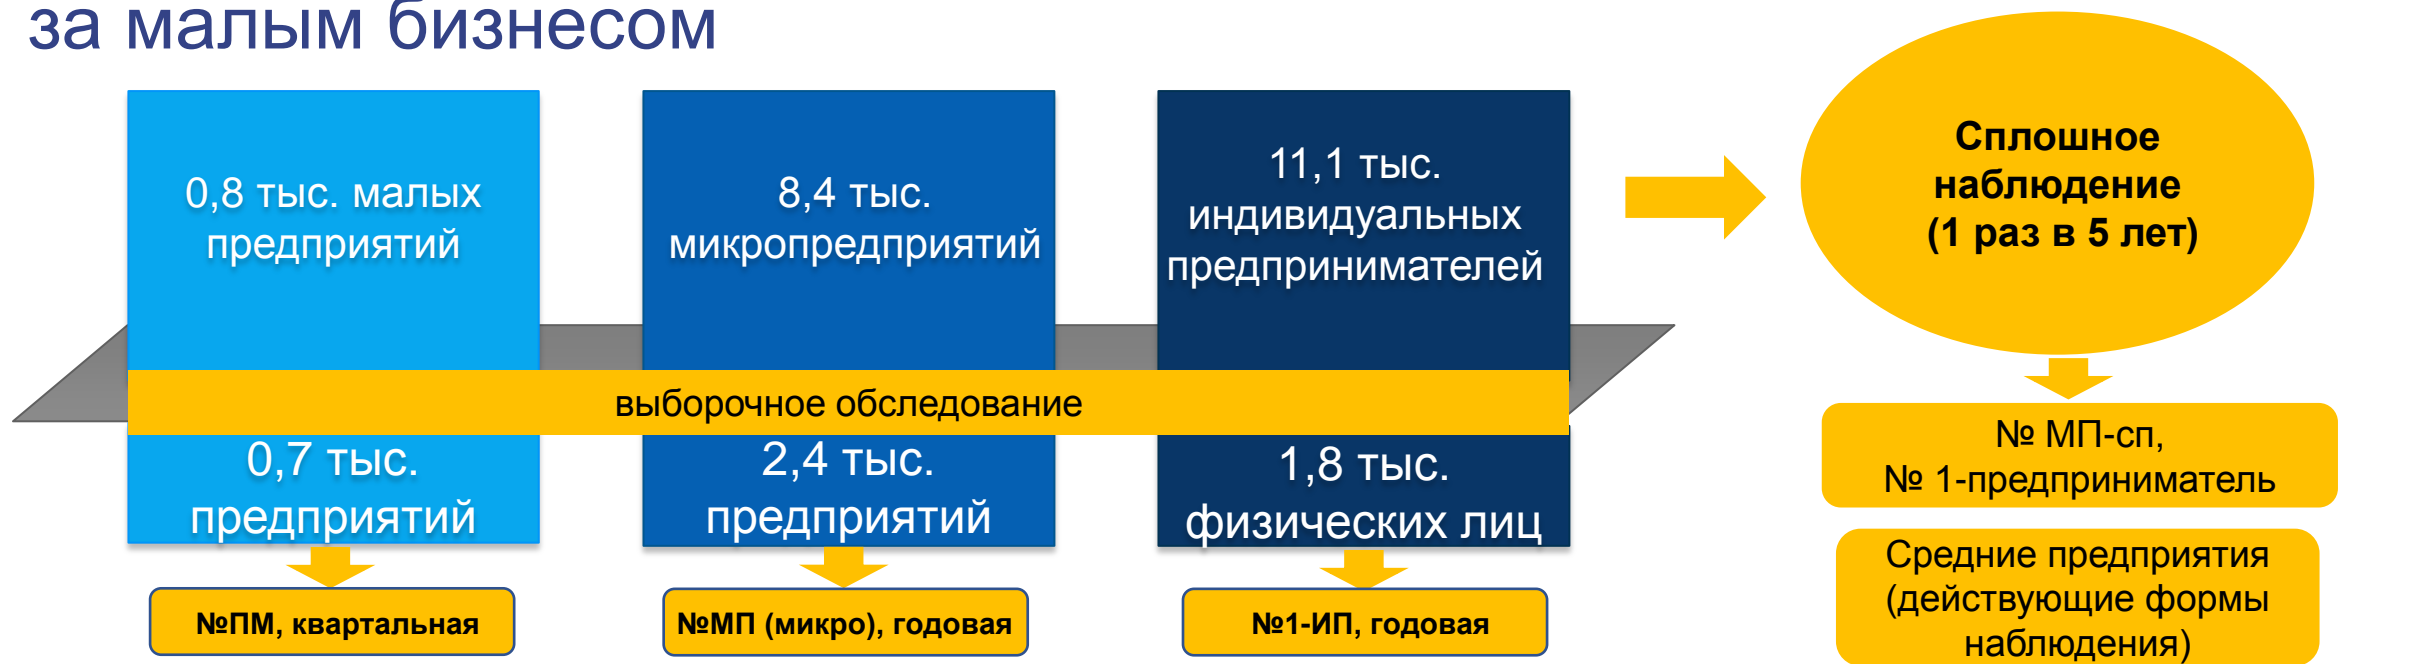 за малым бизнесом
0,8 тыс. малых
предприятий
8,4 тыс.
микропредприятий
11,1 тыс.
индивидуальных
предпринимателей
выборочное обследование
0,7 тыс.
предприятий
2,4 тыс.
предприятий
1,8 тыс.
физических лиц
№ПМ, квартальная
№МП (микро), годовая
№1-ИП, годовая
Сплошное
наблюдение
(1 раз в 5 лет)
№ МП-сп,
№ 1-предприниматель
Средние предприятия
(действующие формы
наблюдения)